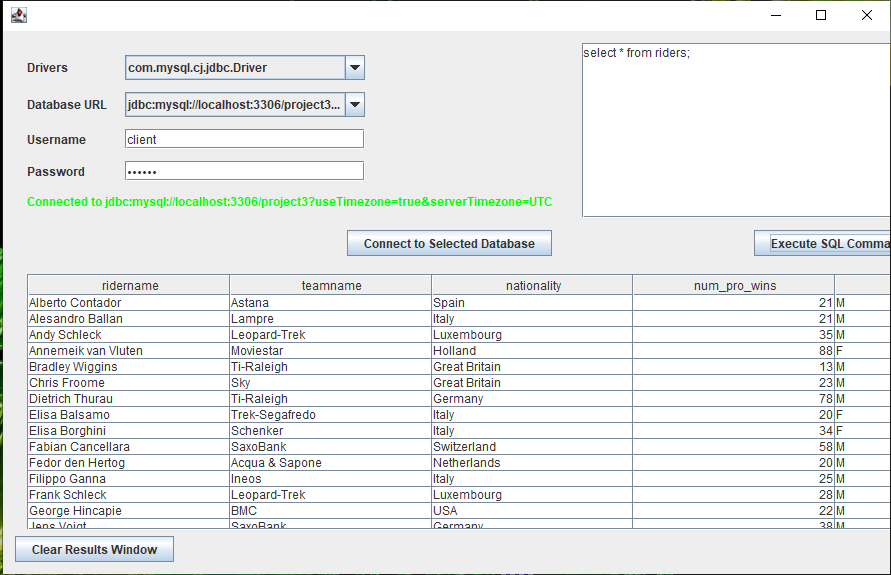 Drivers com.mysql.cj.jdbc.Driver
select * from riders;
Database URL jdbc:mysql://localhost:3306/project3...
Username client
Password ••••••
Connected to jdbc:mysql://localhost:3306/project3?useTimezone=true&serverTimezone=UTC
Connect to Selected Database Execute SQL Comma
ridername teamname nationality num_pro_wins
Alberto Contador Astana Spain 21 M
Alesandro Ballan Lampre Italy 21 M
Andy Schleck Leopard-Trek Luxembourg 35 M
Annemeik van Vluten Moviestar Holland 88 F
Bradley Wiggins Ti-Raleigh Great Britain 13 M
Chris Froome Sky Great Britain 23 M
Dietrich Thurau Ti-Raleigh Germany 78 M
Elisa Balsamo Trek-Segafredo Italy 20 F
Elisa Borghini Schenker Italy 34 F
Fabian Cancellara SaxoBank Switzerland 58 M
Fedor den Hertog Acqua & Sapone Netherlands 20 M
Filippo Ganna Ineos Italy 25 M
Frank Schleck Leopard-Trek Luxembourg 28 M
George Hincapie BMC USA 22 M
Jens Voigt SaxoBank Germany 38 M
Clear Results Window